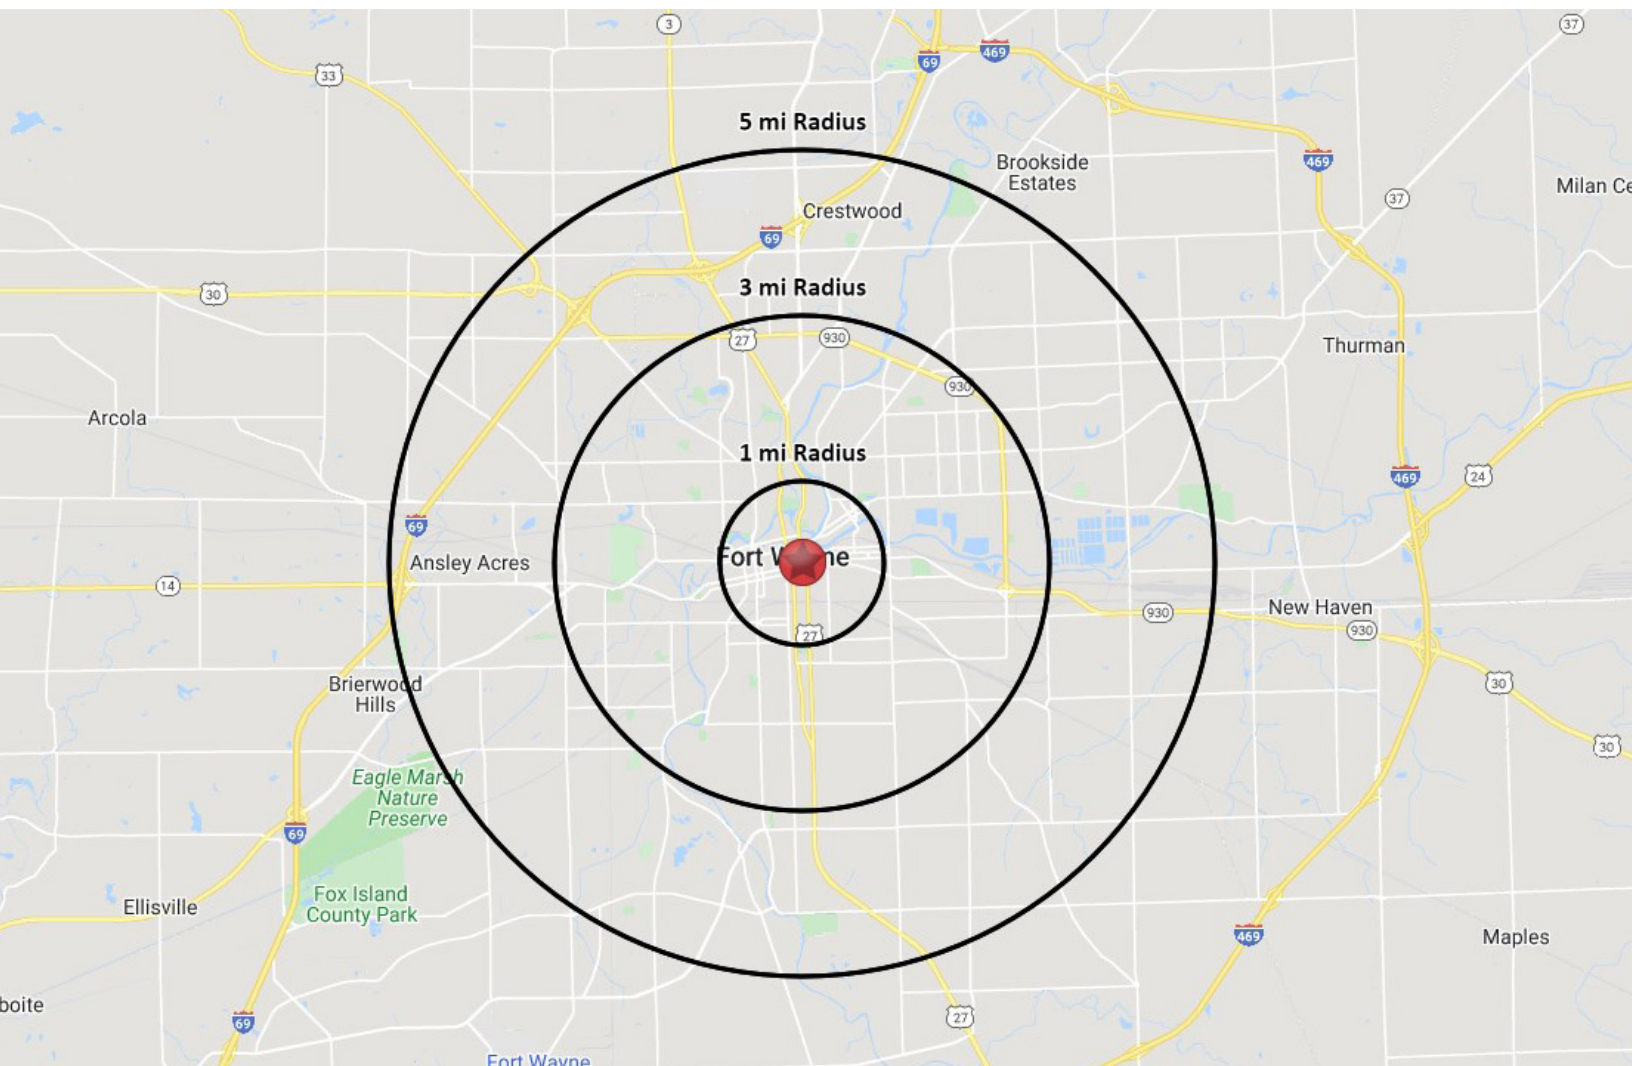 3
37
33
69
469
5 mi Radius
Brookside
Estates
469
Milan Ce
37
Crestwood
69
30
3 mi Radius
27
930
Thurman
930
Arcola
1 mi Radius
469
24
69
Fort W ne
Ansley Acres
14
New Haven
930
930
27
Brierwood
Hills
30
30
Eagle Marsh
Nature
Preserve
69
Fox Island
County Park
Ellisville
469
Maples
boite
27
69
Fort Wayne